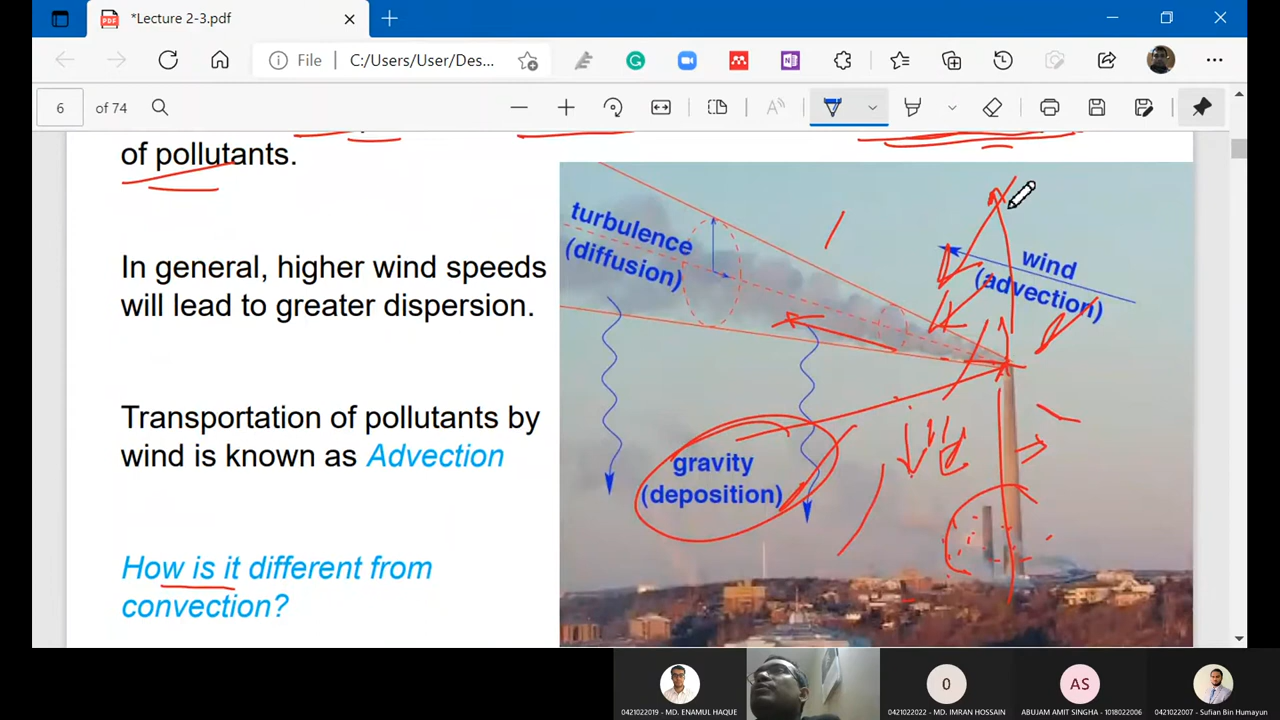 *Lecture 2-3.pdf
PDF
File
C:/Users/User/Des...
6 of 74
of pollutants.
In general, higher wind speeds
will lead to greater dispersion.
Transportation of pollutants by
wind is known as Advection
How is it different from
convection?
turbulence
(diffusion)
wind
(advection)
gravity
(deposition)
0
AS
0421022019 - MD. ENAMUL HAQUE
0421022022 - MD. IMRAN HOSSAIN
ABUJAM AMIT SINGHA - 1018022006
0421022007 - Sufian Bin Humayun